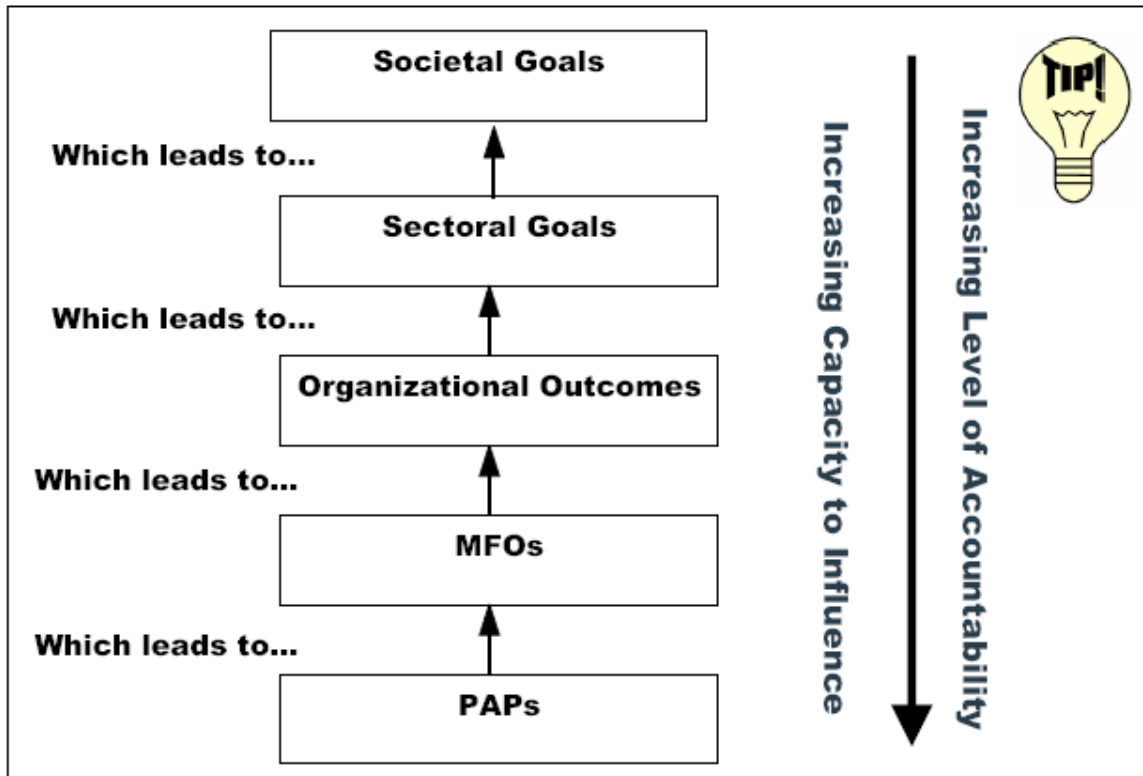 Societal Goals
TIP!
Which leads to...
Sectoral Goals
Which leads to...
Organizational Outcomes
Which leads to...
MFOs
Which leads to...
PAPs
Increasing Capacity to Influence
Increasing Level of Accountability